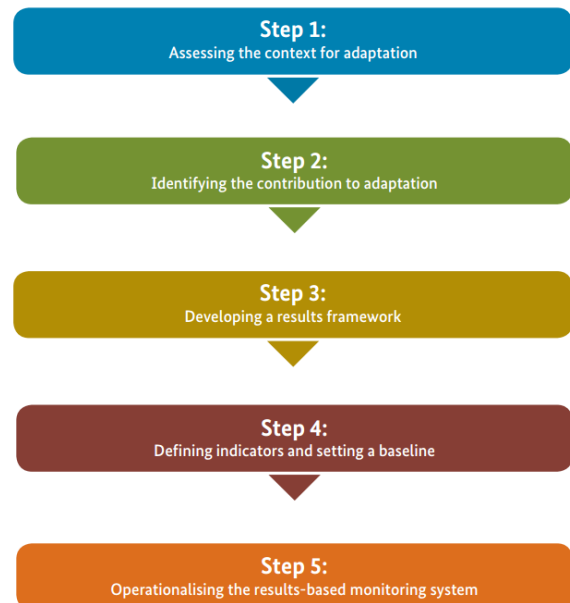 Step 1:
Assessing the context for adaptation
Step 2:
Identifying the contribution to adaptation
Step 3:
Developing a results framework
Step 4:
Defining indicators and setting a baseline
Step 5:
Operationalising the results-based monitoring system